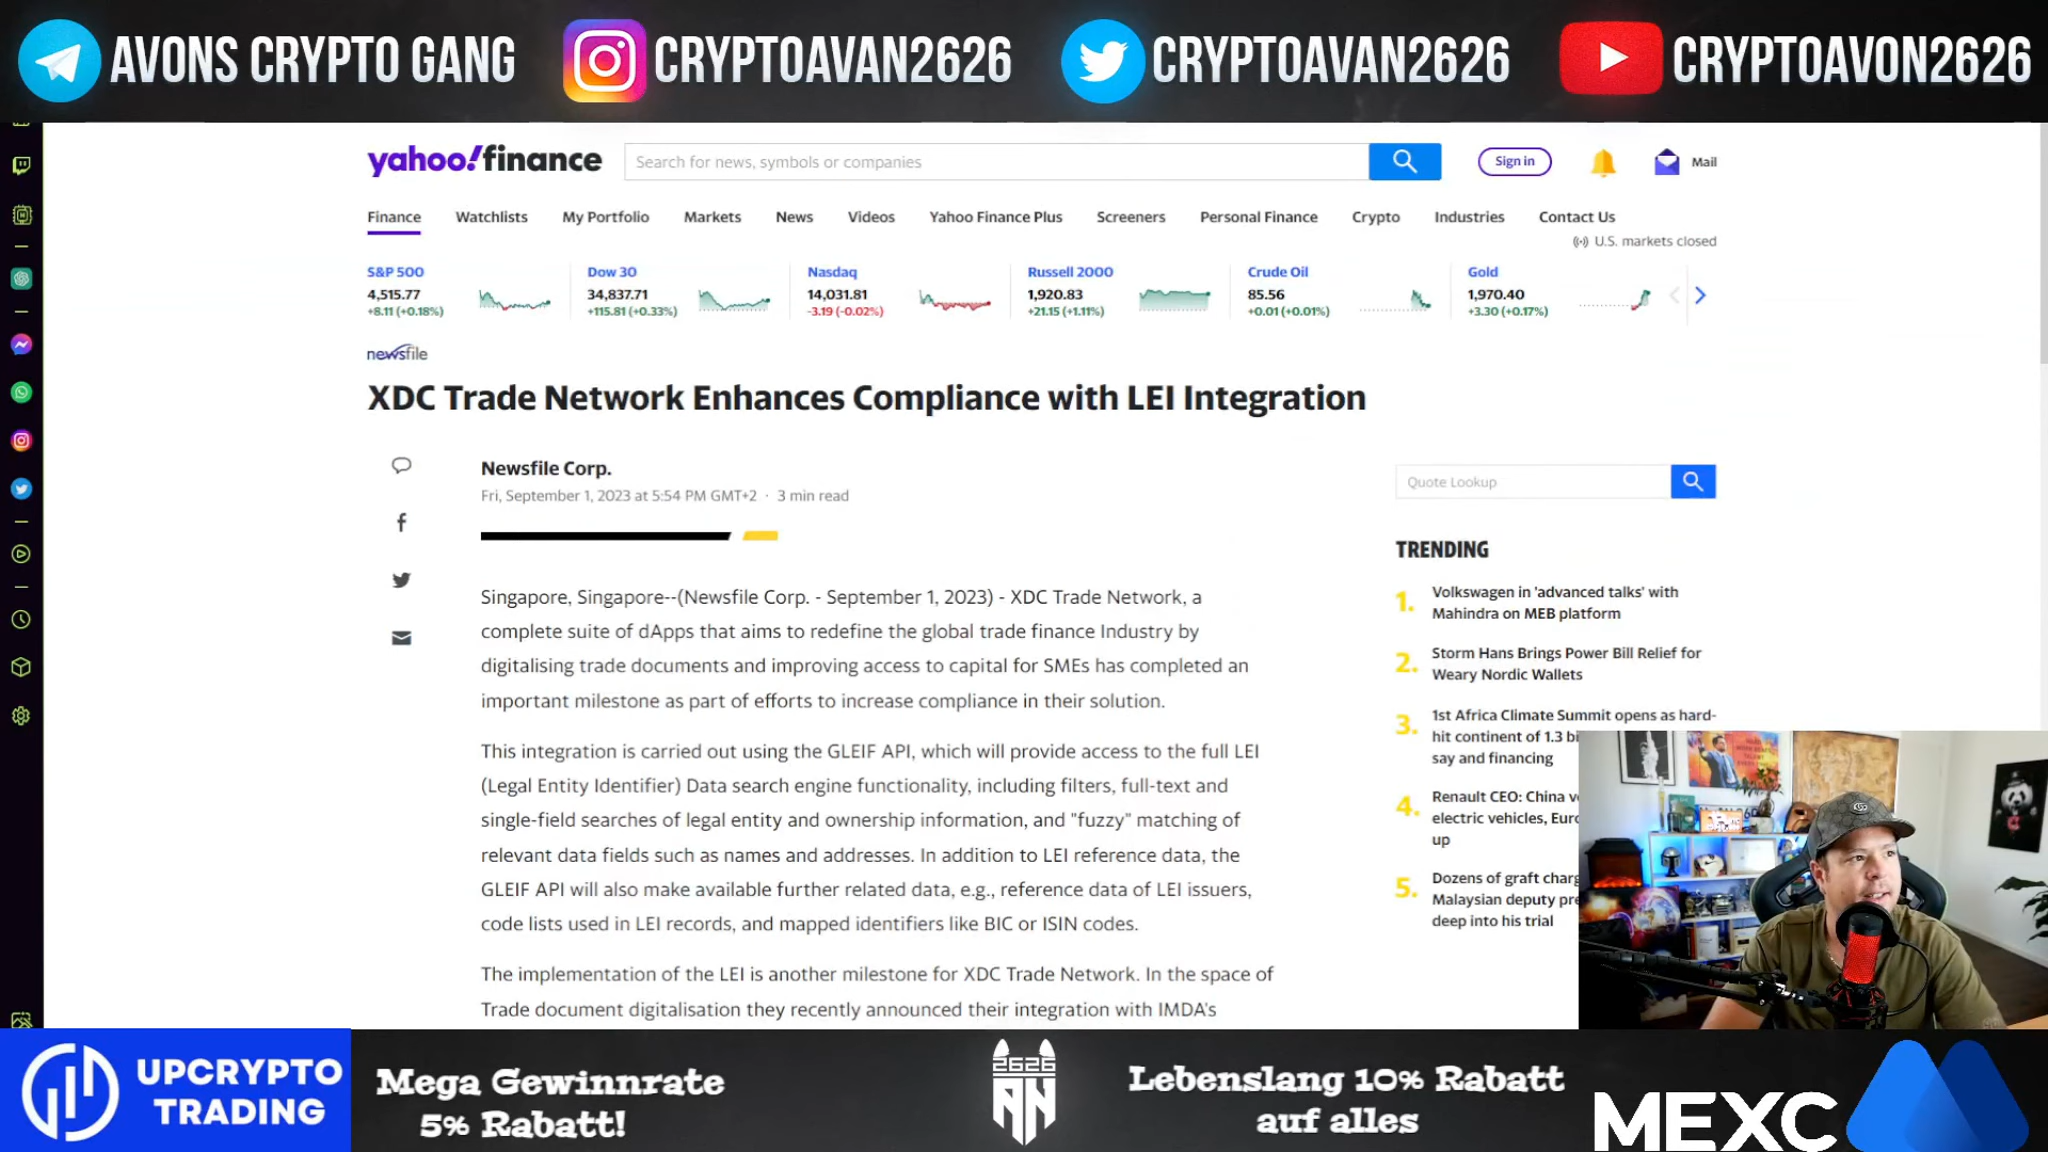 AVONS CRYPTO GANG
CRYPTOAVAN2626
CRYPTOAVAN2626
CRYPTOAVON2626
yahoo!finance
Search for news, symbols or companies
Sign in
Mail
Finance
Watchlists
My Portfolio
Markets
News
Videos
Yahoo Finance Plus
Screeners
Personal Finance
Crypto
Industries
Contact Us
U.S. markets closed
S&P 500
4,515.77
+8.11 (+0.18%)
Dow 30
34,837.71
+115.81 (+0.33%)
Nasdaq
14,031.81
-3.19 (-0.02%)
Russell 2000
1,920.83
+21.15 (+1.11%)
Crude Oil
85.56
+0.01 (+0.01%)
Gold
1,970.40
+3.30 (+0.17%)
newsfile
XDC Trade Network Enhances Compliance with LEI Integration
Newsfile Corp.
Fri, September 1, 2023 at 5:54 PM GMT+2 · 3 min read
Singapore, Singapore--(Newsfile Corp. - September 1, 2023) - XDC Trade Network, a
complete suite of dApps that aims to redefine the global trade finance Industry by
digitalising trade documents and improving access to capital for SMEs has completed an
important milestone as part of efforts to increase compliance in their solution.
This integration is carried out using the GLEIF API, which will provide access to the full LEI
(Legal Entity Identifier) Data search engine functionality, including filters, full-text and
single-field searches of legal entity and ownership information, and "fuzzy" matching of
relevant data fields such as names and addresses. In addition to LEI reference data, the
GLEIF API will also make available further related data, e.g., reference data of LEI issuers,
code lists used in LEI records, and mapped identifiers like BIC or ISIN codes.
The implementation of the LEI is another milestone for XDC Trade Network. In the space of
Trade document digitalisation they recently announced their integration with IMDA's
Quote Lookup
TRENDING
1. Volkswagen in 'advanced talks' with
Mahindra on MEB platform
2. Storm Hans Brings Power Bill Relief for
Weary Nordic Wallets
3. 1st Africa Climate Summit opens as hard-
hit continent of 1.3 bi
say and financing
4. Renault CEO: China v
electric vehicles, Euro
up
5. Dozens of graft charg
Malaysian deputy pre
deep into his trial
UPCRYPTO
TRADING
Mega Gewinnrate
5% Rabatt!
2626
AN
Lebenslang 10% Rabatt
auf alles
MEXC